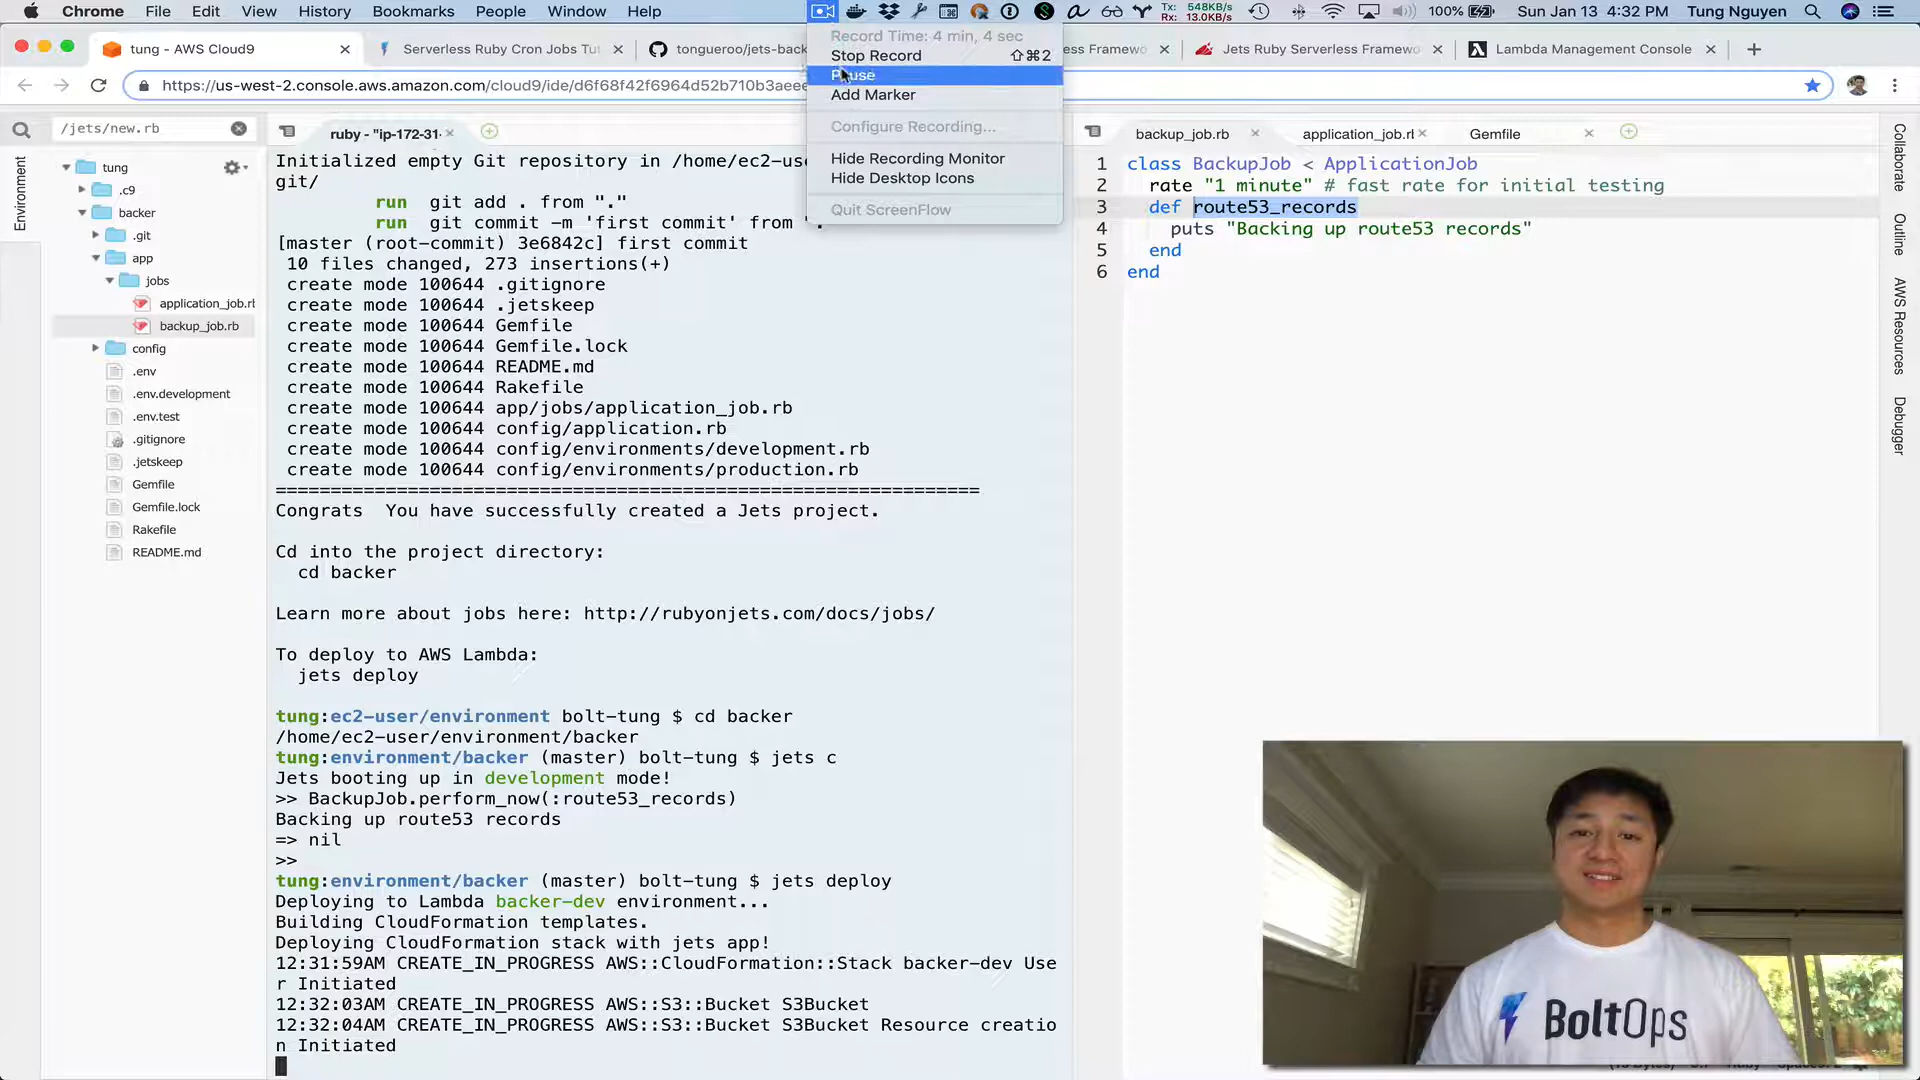 Chrome File Edit View History Bookmarks People Window Help
Tx: 548KB/s
Rx: 13.0KB/s
100% Sun Jan 13 4:32 PM Tung Nguyen
Record Time: 4 min, 4 sec
Stop Record ⇧⌘2
Pause
Add Marker
Configure Recording...
Hide Recording Monitor
Hide Desktop Icons
Quit ScreenFlow
tung - AWS Cloud9
Serverless Ruby Cron Jobs Tut
tongueroo/jets-back
ess Framewo
Jets Ruby Serverless Framewo
Lambda Management Console
https://us-west-2.console.aws.amazon.com/cloud9/ide/d6f68f42f6964d52b710b3aeee
/jets/new.rb
Environment
tung
.c9
backer
.git
app
jobs
application_job.rb
backup_job.rb
config
.env
.env.development
.env.test
.gitignore
.jetskeep
Gemfile
Gemfile.lock
Rakefile
README.md
ruby - "ip-172-31-
Initialized empty Git repository in /home/ec2-use
git/
run git add . from "."
run git commit -m 'first commit' from "."
[master (root-commit) 3e6842c] first commit
10 files changed, 273 insertions(+)
create mode 100644 .gitignore
create mode 100644 .jetskeep
create mode 100644 Gemfile
create mode 100644 Gemfile.lock
create mode 100644 README.md
create mode 100644 Rakefile
create mode 100644 app/jobs/application_job.rb
create mode 100644 config/application.rb
create mode 100644 config/environments/development.rb
create mode 100644 config/environments/production.rb
================================================================
Congrats You have successfully created a Jets project.
Cd into the project directory:
cd backer
Learn more about jobs here: http://rubyonjets.com/docs/jobs/
To deploy to AWS Lambda:
jets deploy
tung:ec2-user/environment bolt-tung $ cd backer
/home/ec2-user/environment/backer
tung:environment/backer (master) bolt-tung $ jets c
Jets booting up in development mode!
>> BackupJob.perform_now(:route53_records)
Backing up route53 records
=> nil
>>
tung:environment/backer (master) bolt-tung $ jets deploy
Deploying to Lambda backer-dev environment...
Building CloudFormation templates.
Deploying CloudFormation stack with jets app!
12:31:59AM CREATE_IN_PROGRESS AWS::CloudFormation::Stack backer-dev Use
r Initiated
12:32:03AM CREATE_IN_PROGRESS AWS::S3::Bucket S3Bucket
12:32:04AM CREATE_IN_PROGRESS AWS::S3::Bucket S3Bucket Resource creatio
n Initiated
backup_job.rb application_job.rl Gemfile
1 class BackupJob < ApplicationJob
2 rate "1 minute" # fast rate for initial testing
3 def route53_records
4 puts "Backing up route53 records"
5 end
6 end
Collaborate
Outline
AWS Resources
Debugger
BoltOps